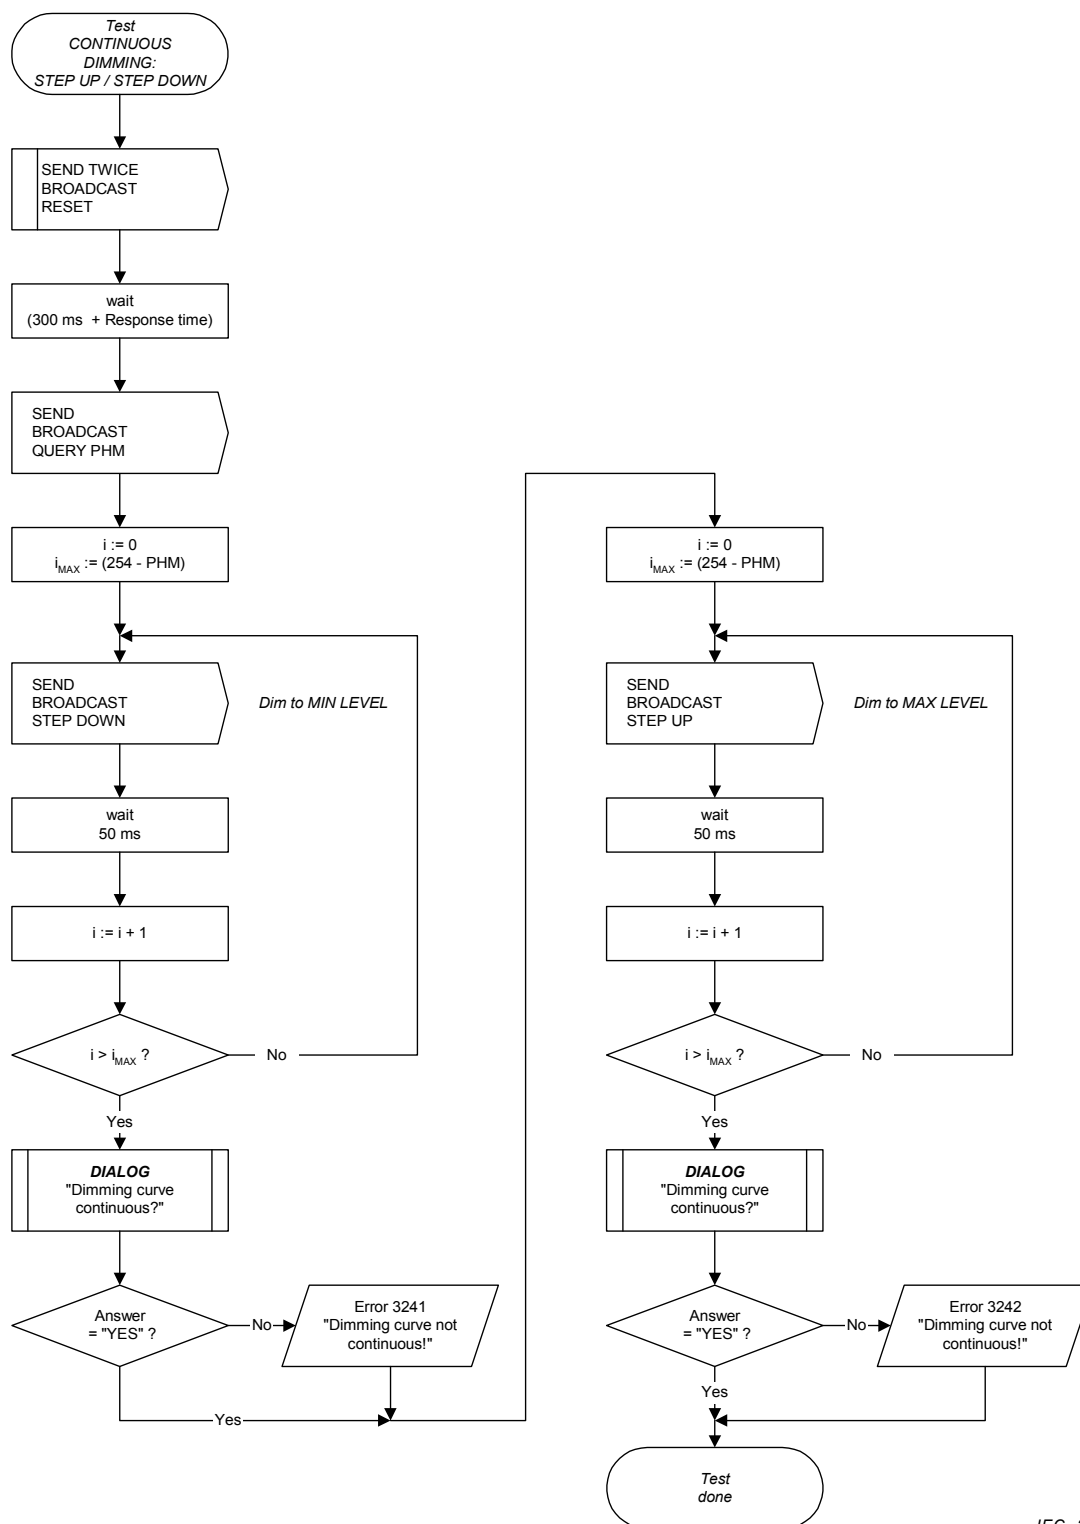 Test
CONTINUOUS
DIMMING:
STEP UP / STEP DOWN
SEND TWICE
BROADCAST
RESET
wait
(300 ms + Response time)
SEND
BROADCAST
QUERY PHM
i := 0
iMAX := (254 - PHM)
SEND
BROADCAST
STEP DOWN
Dim to MIN LEVEL
wait
50 ms
i := i + 1
i > iMAX ?
No
Yes
DIALOG
"Dimming curve
continuous?"
Answer
= "YES" ?
No
Error 3241
"Dimming curve not
continuous!"
Yes
i := 0
iMAX := (254 - PHM)
SEND
BROADCAST
STEP UP
Dim to MAX LEVEL
wait
50 ms
i := i + 1
i > iMAX ?
No
Yes
DIALOG
"Dimming curve
continuous?"
Answer
= "YES" ?
No
Error 3242
"Dimming curve not
continuous!"
Yes
Test
done